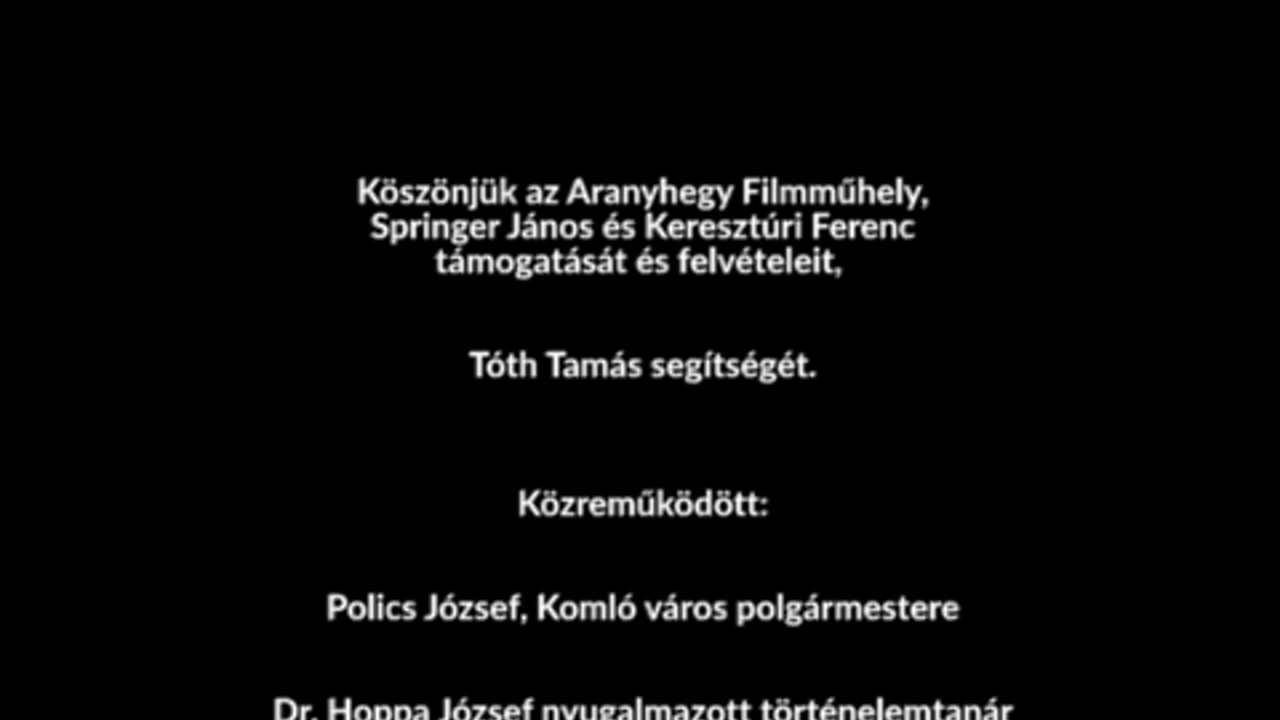 Köszönjük az Aranyhegy Filmműhely,
Springer János és Keresztúri Ferenc
támogatását és felvételeit,
Tóth Tamás segítségét.
Közreműködött:
Polics József, Komló város polgármestere
Dr. Hoppa József nyugalmazott történelemtanár